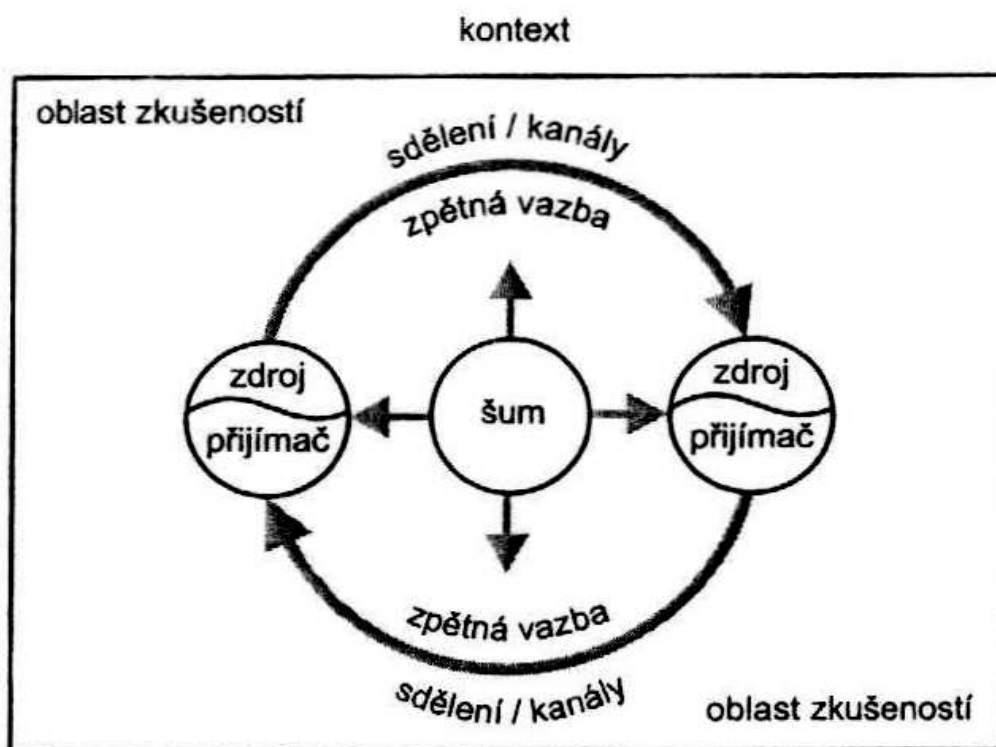 kontext
oblast zkušeností
sdělení / kanály
zpětná vazba
zdroj
přijímač
šum
zdroj
přijímač
zpětná vazba
sdělení / kanály
oblast zkušeností